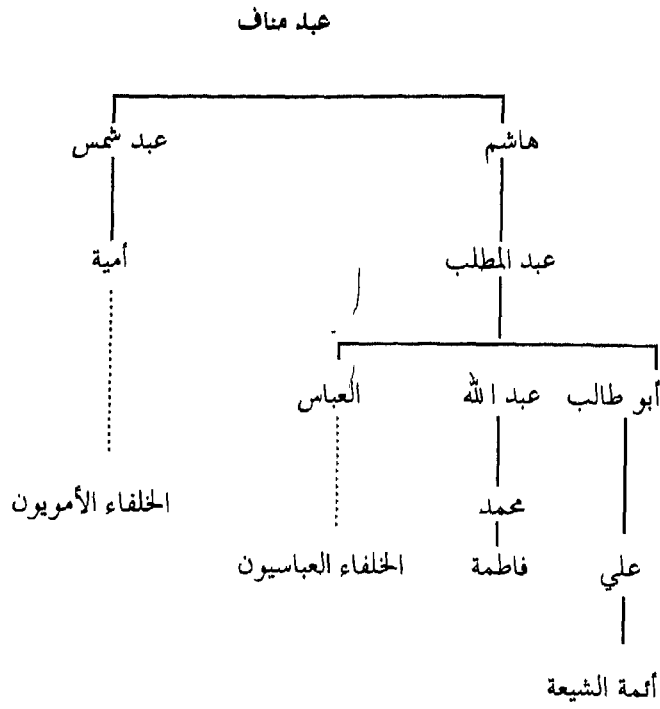 عبد مناف
هاشم
عبد شمس
عبد المطلب
أمية
أبو طالب
عبد الله
العباس
محمد
الخلفاء الأمويون
علي
فاطمة
الخلفاء العباسيون
أئمة الشيعة